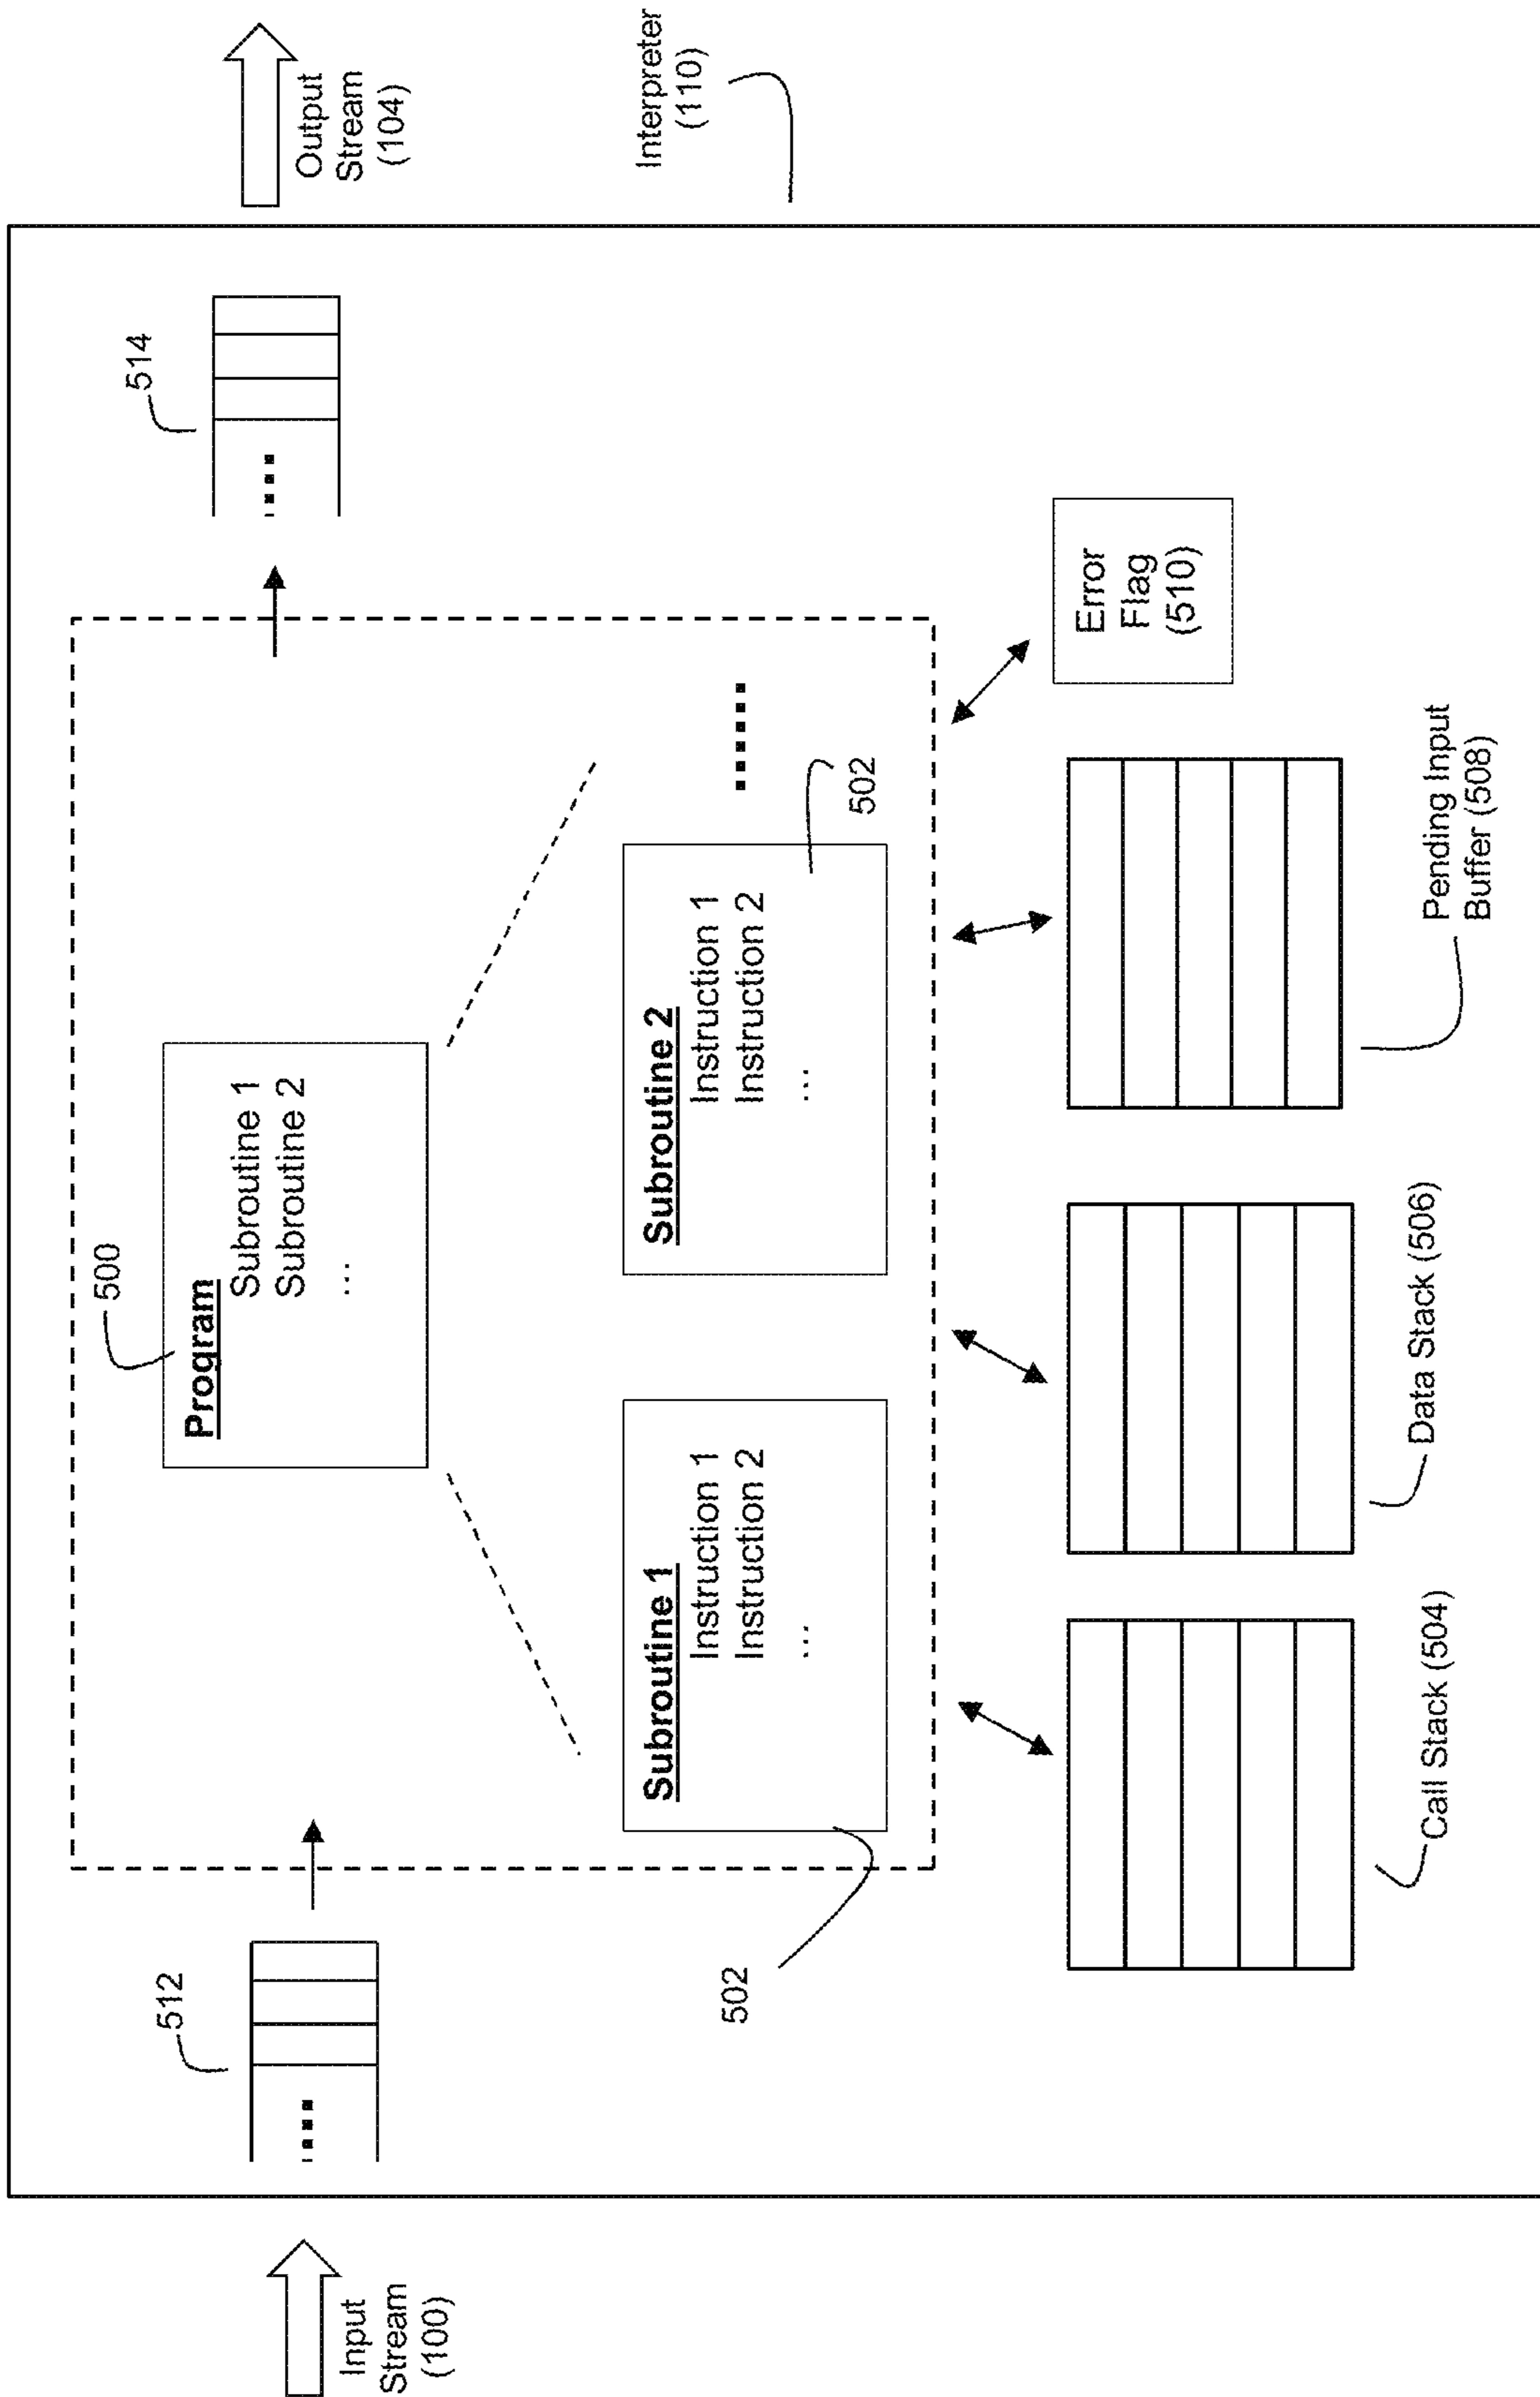 Input
Stream
(100)
Output
Stream
(104)
Interpreter
(110)
512
514
500
Program
Subroutine 1
Subroutine 2
...
Subroutine 1
Instruction 1
Instruction 2
...
502
Subroutine 2
Instruction 1
Instruction 2
...
502
Call Stack (504)
Data Stack (506)
Pending Input
Buffer (508)
Error
Flag
(510)